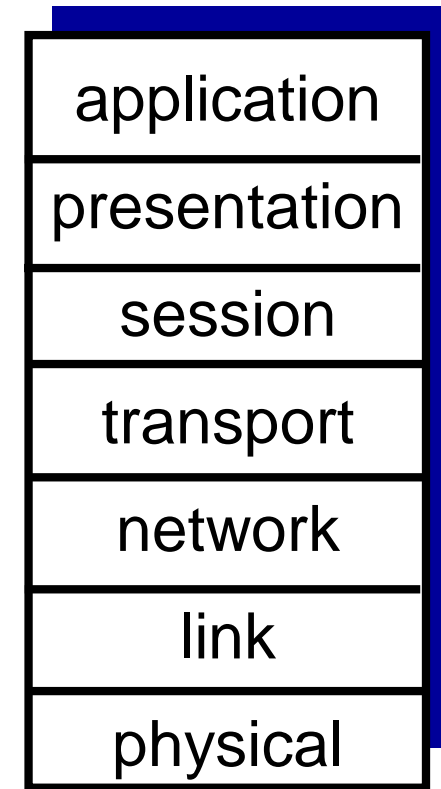 application
presentation
session
transport
network
link
physical